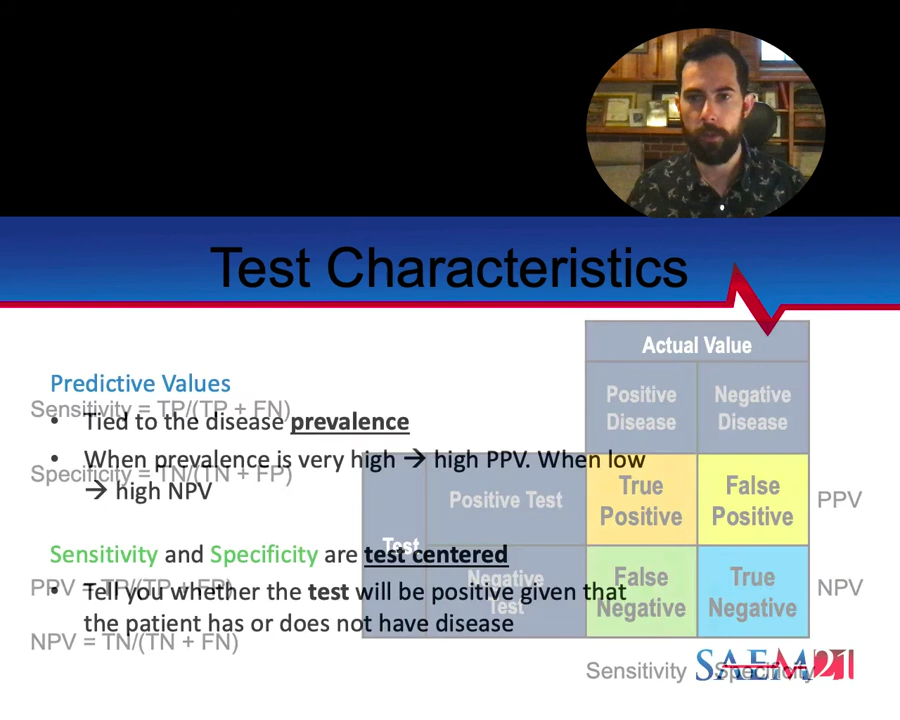 Test Characteristics
Predictive Values
• Tied to the disease prevalence
• When prevalence is very high → high PPV. When low
→ high NPV
Sensitivity and Specificity are test centered
• Tell you whether the test will be positive given that
the patient has or does not have disease
Sensitivity = TP/(TP + FN)
Specificity = TN/(TN + FP)
PPV = TP/(TP + FP)
NPV = TN/(TN + FN)
Actual Value
Positive Disease
Negative Disease
Test
Positive Test
True Positive
False Positive
PPV
Negative Test
False Negative
True Negative
NPV
Sensitivity
Specificity
SAEM21